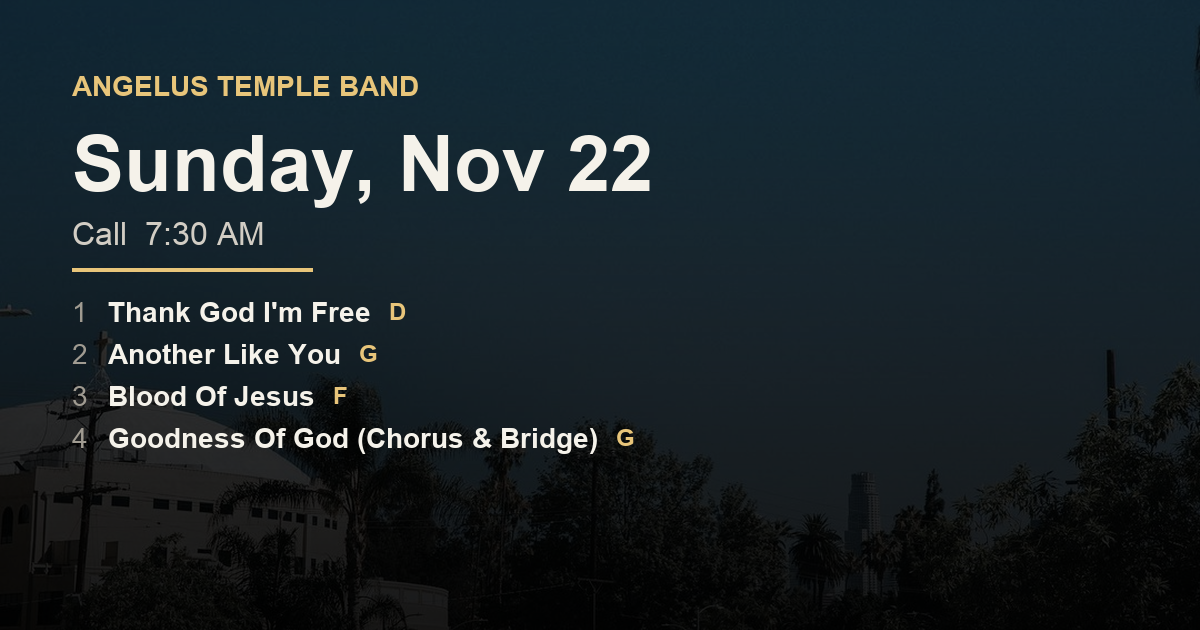 ANGELUS TEMPLE BAND
Sunday, Nov 22
Call 7:30 AM
1 Thank God I'm Free D
2 Another Like You G
3 Blood Of Jesus F
4 Goodness Of God (Chorus & Bridge) G